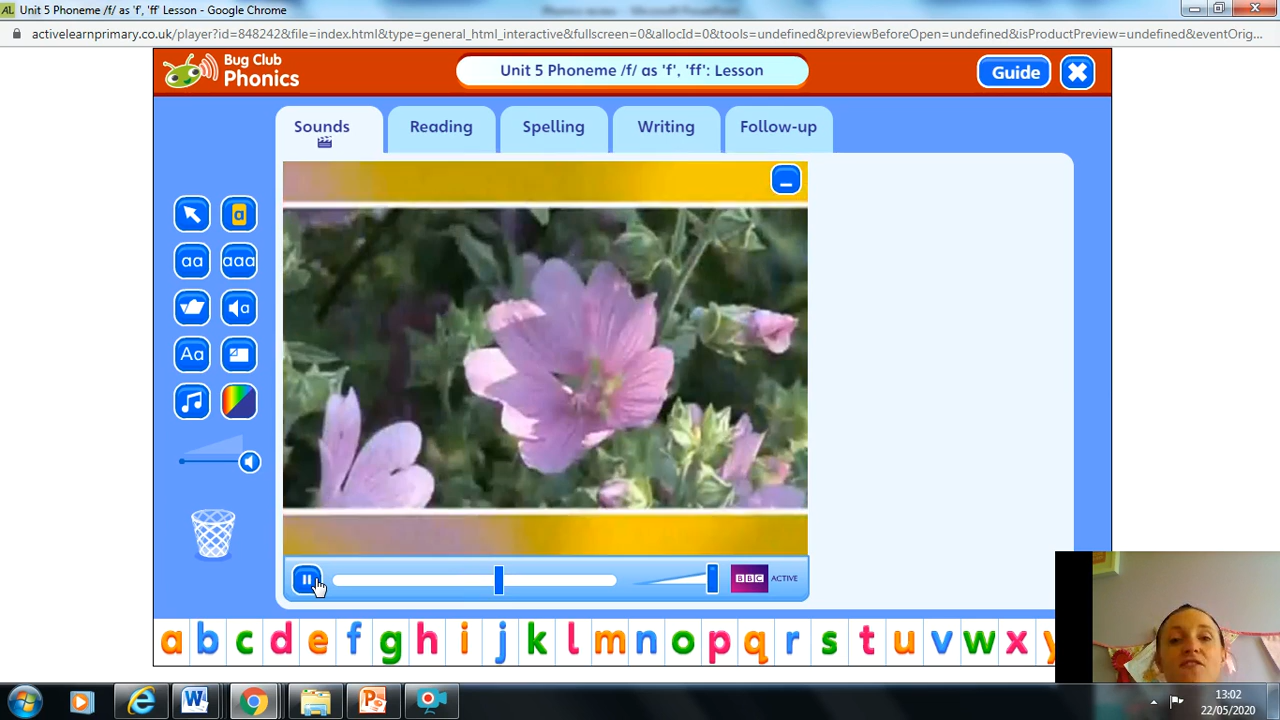 Unit 5 Phoneme /f/ as 'f', 'ff' Lesson - Google Chrome
activelearnprimary.co.uk/player?id=848242&file=index.html&type=general_html_interactive&fullscreen=0&allocId=0&tools=undefined&previewBeforeOpen=undefined&isProductPreview=undefined&eventOrig...
Bug Club
Phonics
Unit 5 Phoneme /f/ as 'f', 'ff': Lesson
Guide
Sounds
Reading
Spelling
Writing
Follow-up
a
aa
aaa
a
Aa
BBC ACTIVE
a b c d e f g h i j k l m n o p q r s t u v w x y
13:02
22/05/2020